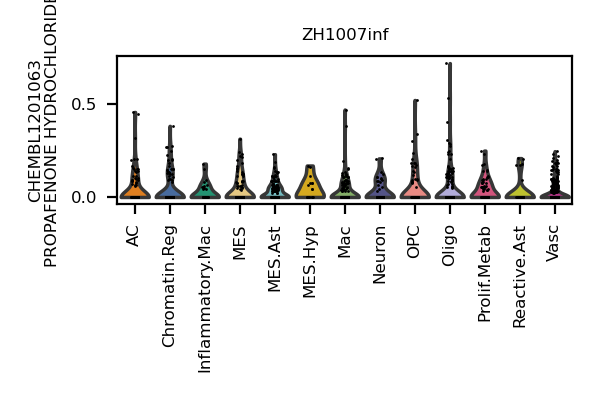 ZH1007inf
CHEMBL1201063
PROPAFENONE HYDROCHLORIDE
0.5
0.0
AC
Chromatin.Reg
Inflammatory.Mac
MES
MES.Ast
MES.Hyp
Mac
Neuron
OPC
Oligo
Prolif.Metab
Reactive.Ast
Vasc